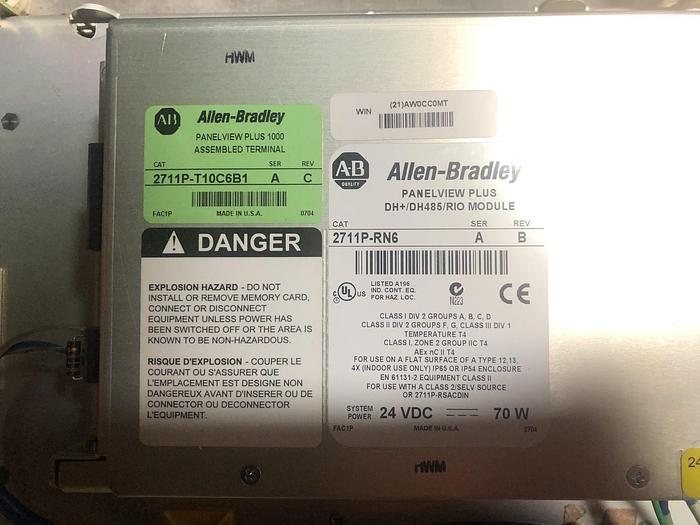 HWM
AB
Allen-Bradley
PANELVIEW PLUS 1000
ASSEMBLED TERMINAL
CAT SER REV
2711P-T10C6B1 A C
FAC1P MADE IN U.S.A. 0704
DANGER
EXPLOSION HAZARD - DO NOT
INSTALL OR REMOVE MEMORY CARD,
CONNECT OR DISCONNECT
EQUIPMENT UNLESS POWER HAS
BEEN SWITCHED OFF OR THE AREA IS
KNOWN TO BE NON-HAZARDOUS.
RISQUE D'EXPLOSION - COUPER LE
COURANT OU S'ASSURER QUE
L'EMPLACEMENT EST DESIGNE NON
DANGEREUX AVANT D'INSERER OU DE
CONNECTER OU DECONNECTER
L'EQUIPMENT.
WIN (21)AW0CC0MT
A-B
QUALITY
Allen-Bradley
PANELVIEW PLUS
DH+/DH485/RIO MODULE
CAT SER REV
2711P-RN6 A B
c UL US
LISTED A196
IND. CONT. EQ.
FOR HAZ. LOC.
N223
CE
CLASS I DIV 2 GROUPS A, B, C, D
CLASS II DIV 2 GROUPS F, G, CLASS III DIV 1
TEMPERATURE T4
CLASS I, ZONE 2 GROUP IIC T4
AEx nC II T4
FOR USE ON A FLAT SURFACE OF A TYPE 12,13,
4X (INDOOR USE ONLY) IP65 OR IP54 ENCLOSURE
EN 61131-2 EQUIPMENT CLASS II
FOR USE WITH A CLASS 2/SELV SOURCE
OR 2711P-RSACDIN
SYSTEM
POWER 24 VDC 70 W
FAC1P MADE IN U.S.A. 0704
HWM
24